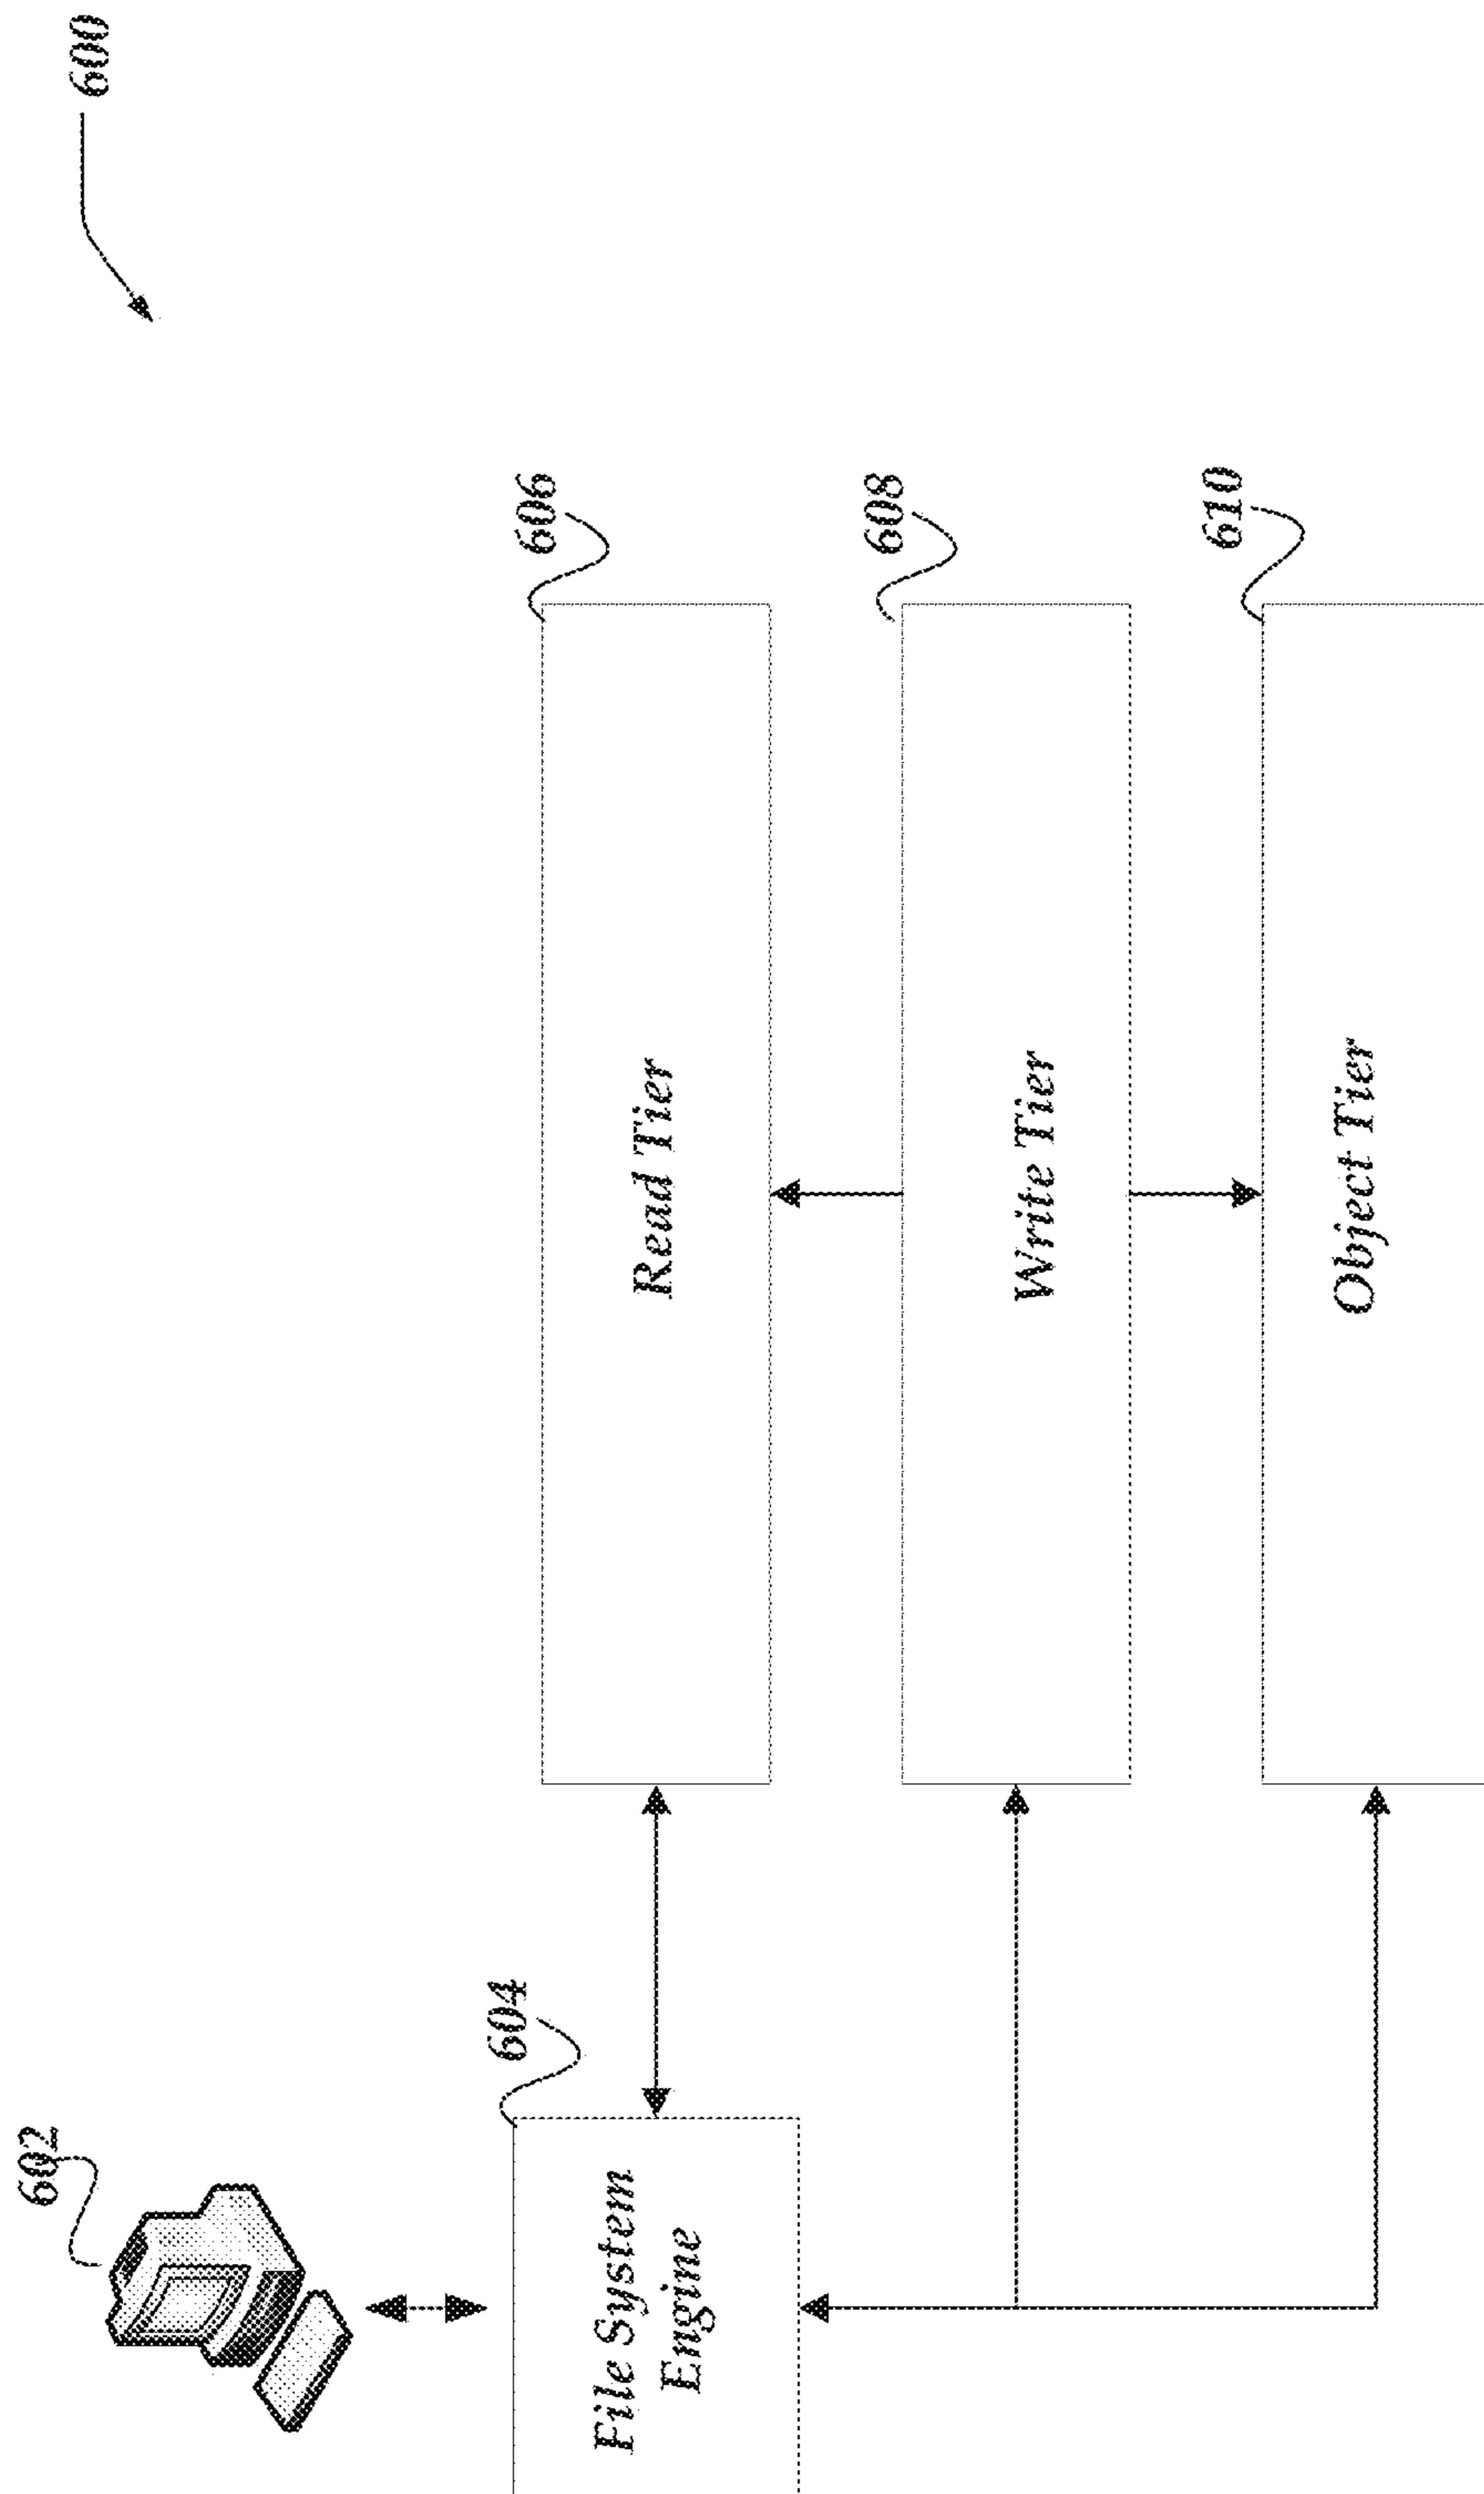 600
602
604
File System
Engine
606
Read Tier
608
Write Tier
610
Object Tier